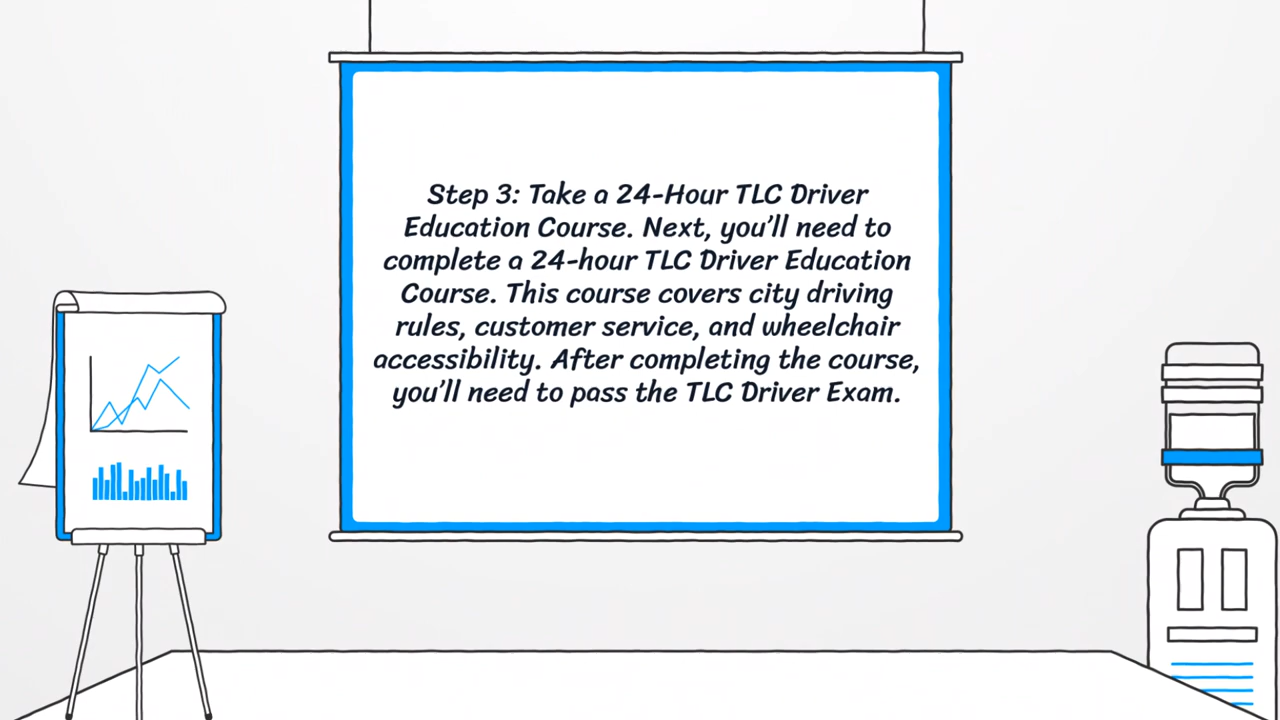 Step 3: Take a 24-Hour TLC Driver
Education Course. Next, you’ll need to
complete a 24-hour TLC Driver Education
Course. This course covers city driving
rules, customer service, and wheelchair
accessibility. After completing the course,
you’ll need to pass the TLC Driver Exam.